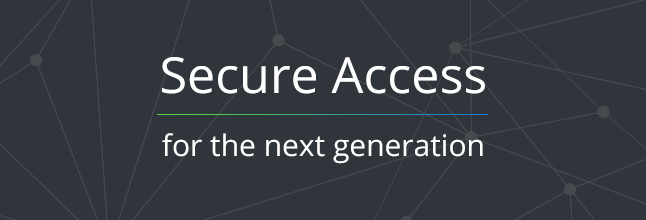 Secure Access
for the next generation